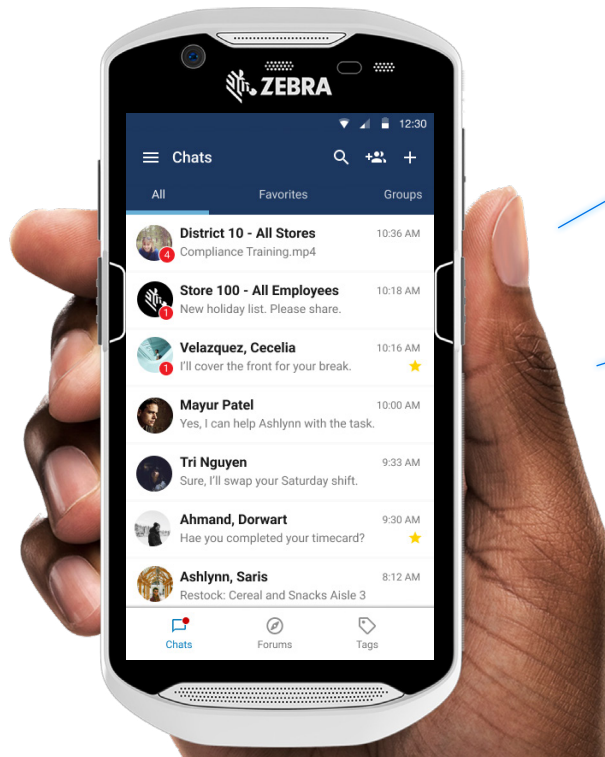 ZEBRA
12:30
Chats
All Favorites Groups
District 10 - All Stores 10:36 AM
4 Compliance Training.mp4
Store 100 - All Employees 10:18 AM
1 New holiday list. Please share.
Velazquez, Cecelia 10:16 AM
1 I'll cover the front for your break.
Mayur Patel 10:00 AM
Yes, I can help Ashlynn with the task.
Tri Nguyen 9:33 AM
Sure, I'll swap your Saturday shift.
Ahmand, Dorwart 9:30 AM
Hae you completed your timecard?
Ashlynn, Saris 8:12 AM
Restock: Cereal and Snacks Aisle 3
Chats Forums Tags